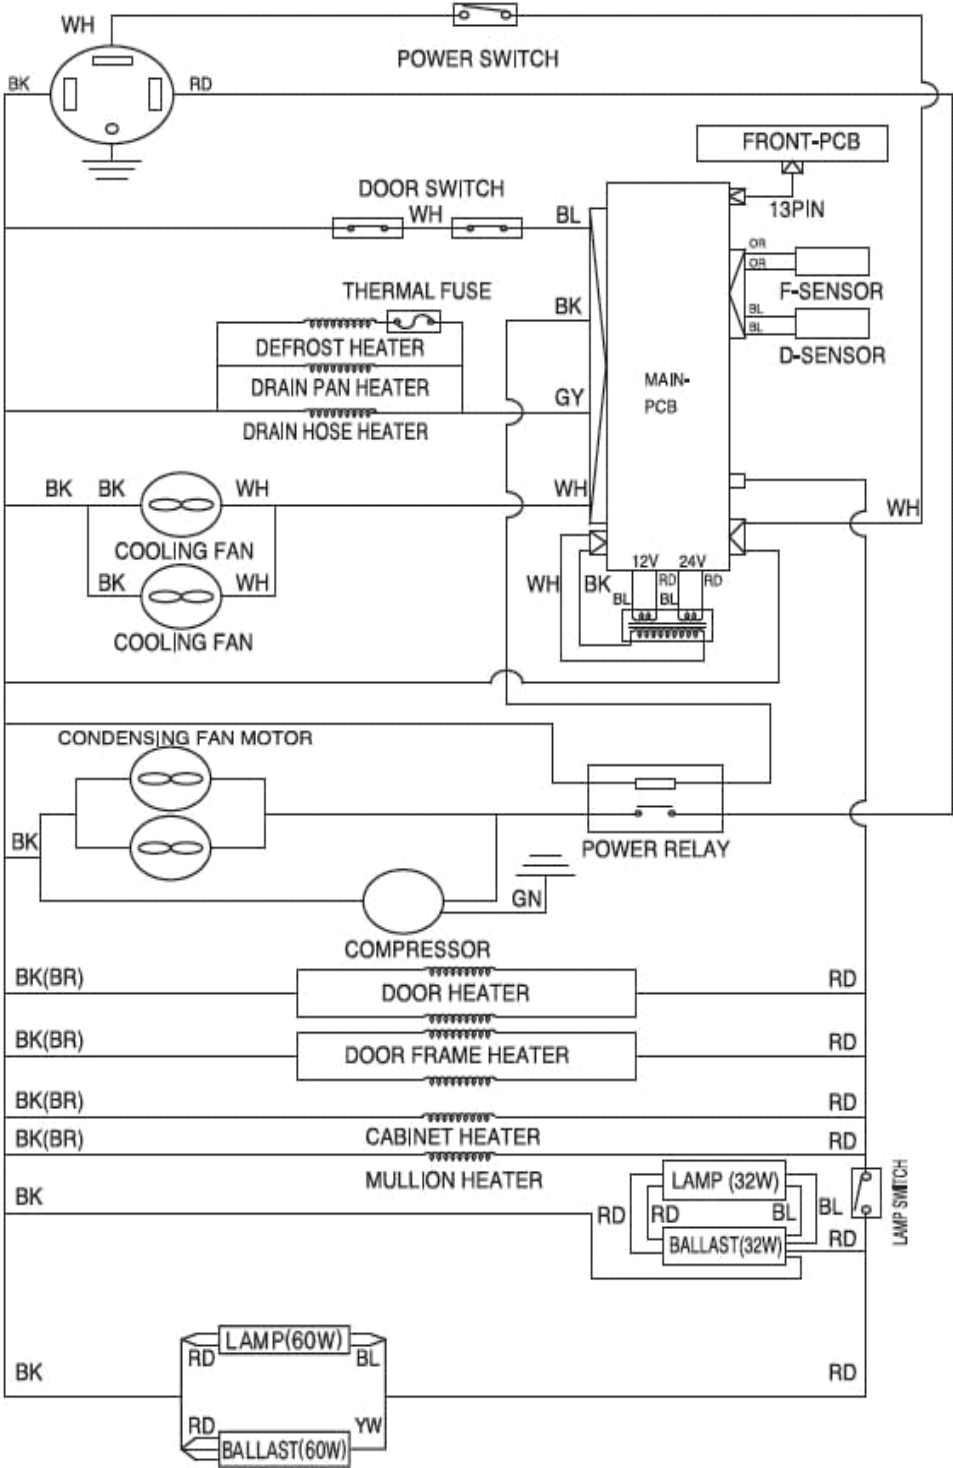 WH
POWER SWITCH
BK
RD
FRONT-PCB
DOOR SWITCH
WH
BL
13PIN
OR
OR
F-SENSOR
THERMAL FUSE
BK
BL
BL
DEFROST HEATER
D-SENSOR
DRAIN PAN HEATER
MAIN-
PCB
GY
DRAIN HOSE HEATER
BK
BK
WH
WH
WH
COOLING FAN
12V
24V
BK
WH
WH
BK
RD
RD
BL
BL
COOLING FAN
CONDENSING FAN MOTOR
BK
POWER RELAY
GN
COMPRESSOR
BK(BR)
DOOR HEATER
RD
BK(BR)
DOOR FRAME HEATER
RD
BK(BR)
RD
BK(BR)
CABINET HEATER
RD
MULLION HEATER
LAMP (32W)
LAMP SWITCH
BK
RD
RD
BL
BL
BALLAST(32W)
RD
LAMP(60W)
RD
BL
BK
RD
RD
YW
BALLAST(60W)